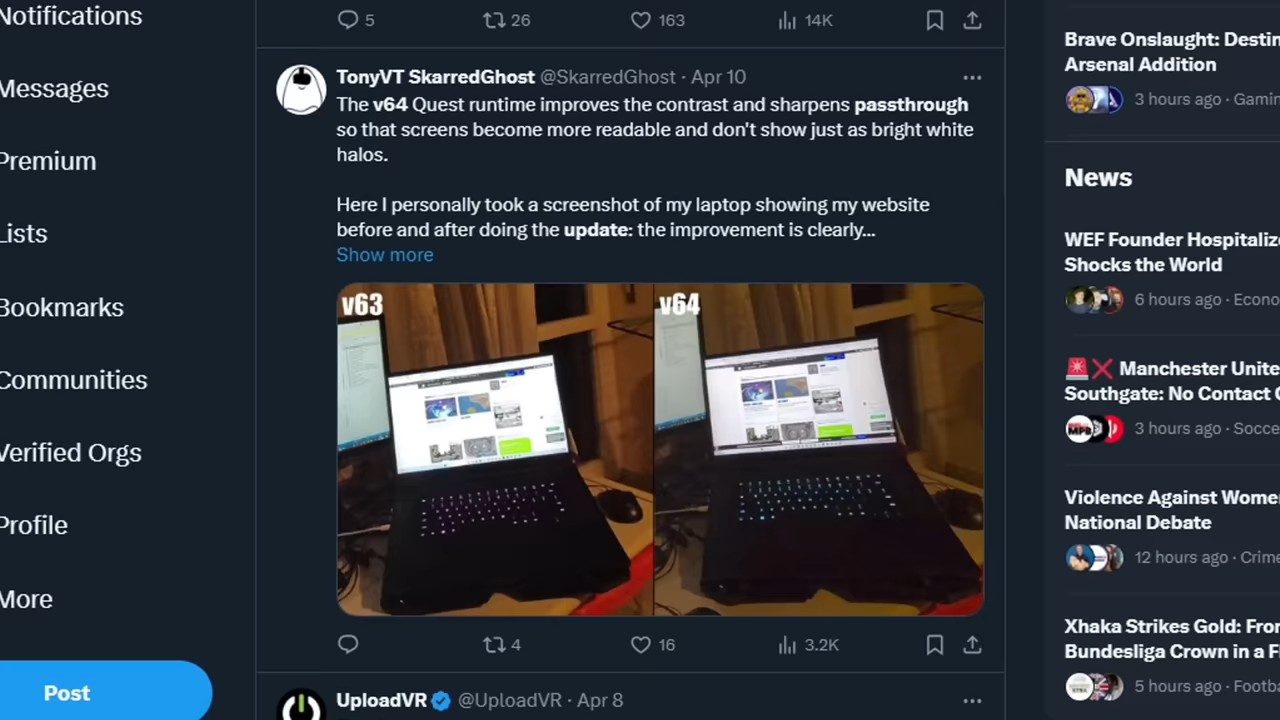 Notifications
Messages
Premium
Lists
Bookmarks
Communities
Verified Orgs
Profile
More
Post
5
26
163
14K
TonyVT SkarredGhost @SkarredGhost · Apr 10
The v64 Quest runtime improves the contrast and sharpens passthrough
so that screens become more readable and don't show just as bright white
halos.
Here I personally took a screenshot of my laptop showing my website
before and after doing the update: the improvement is clearly...
Show more
v63
v64
4
16
3.2K
UploadVR @UploadVR · Apr 8
Brave Onslaught: Destin
Arsenal Addition
3 hours ago · Gamin
News
WEF Founder Hospitalize
Shocks the World
6 hours ago · Econo
🚨❌ Manchester Unite
Southgate: No Contact
3 hours ago · Socce
Violence Against Wome
National Debate
12 hours ago · Crime
Xhaka Strikes Gold: From
Bundesliga Crown in a F
5 hours ago · Footba